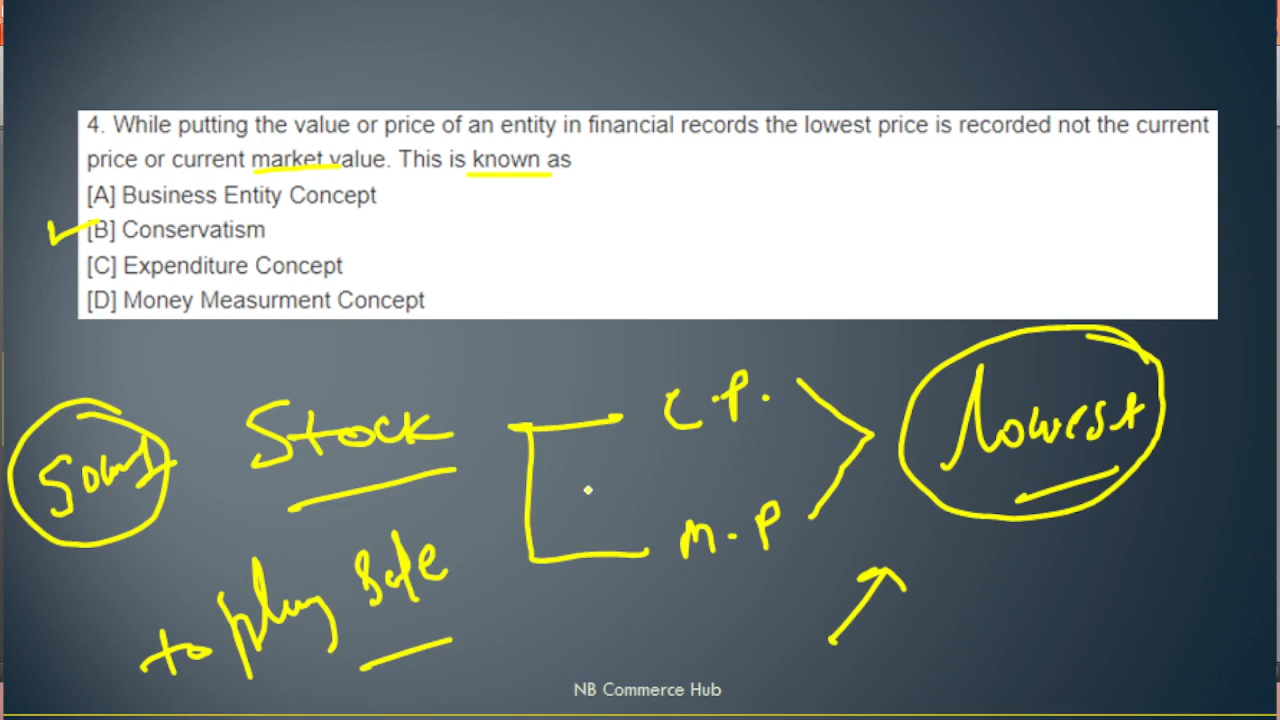 4. While putting the value or price of an entity in financial records the lowest price is recorded not the current
price or current market value. This is known as
[A] Business Entity Concept
[B] Conservatism
[C] Expenditure Concept
[D] Money Measurment Concept
Stock
C.P.
M.P
Lowest
to play safe
NB Commerce Hub